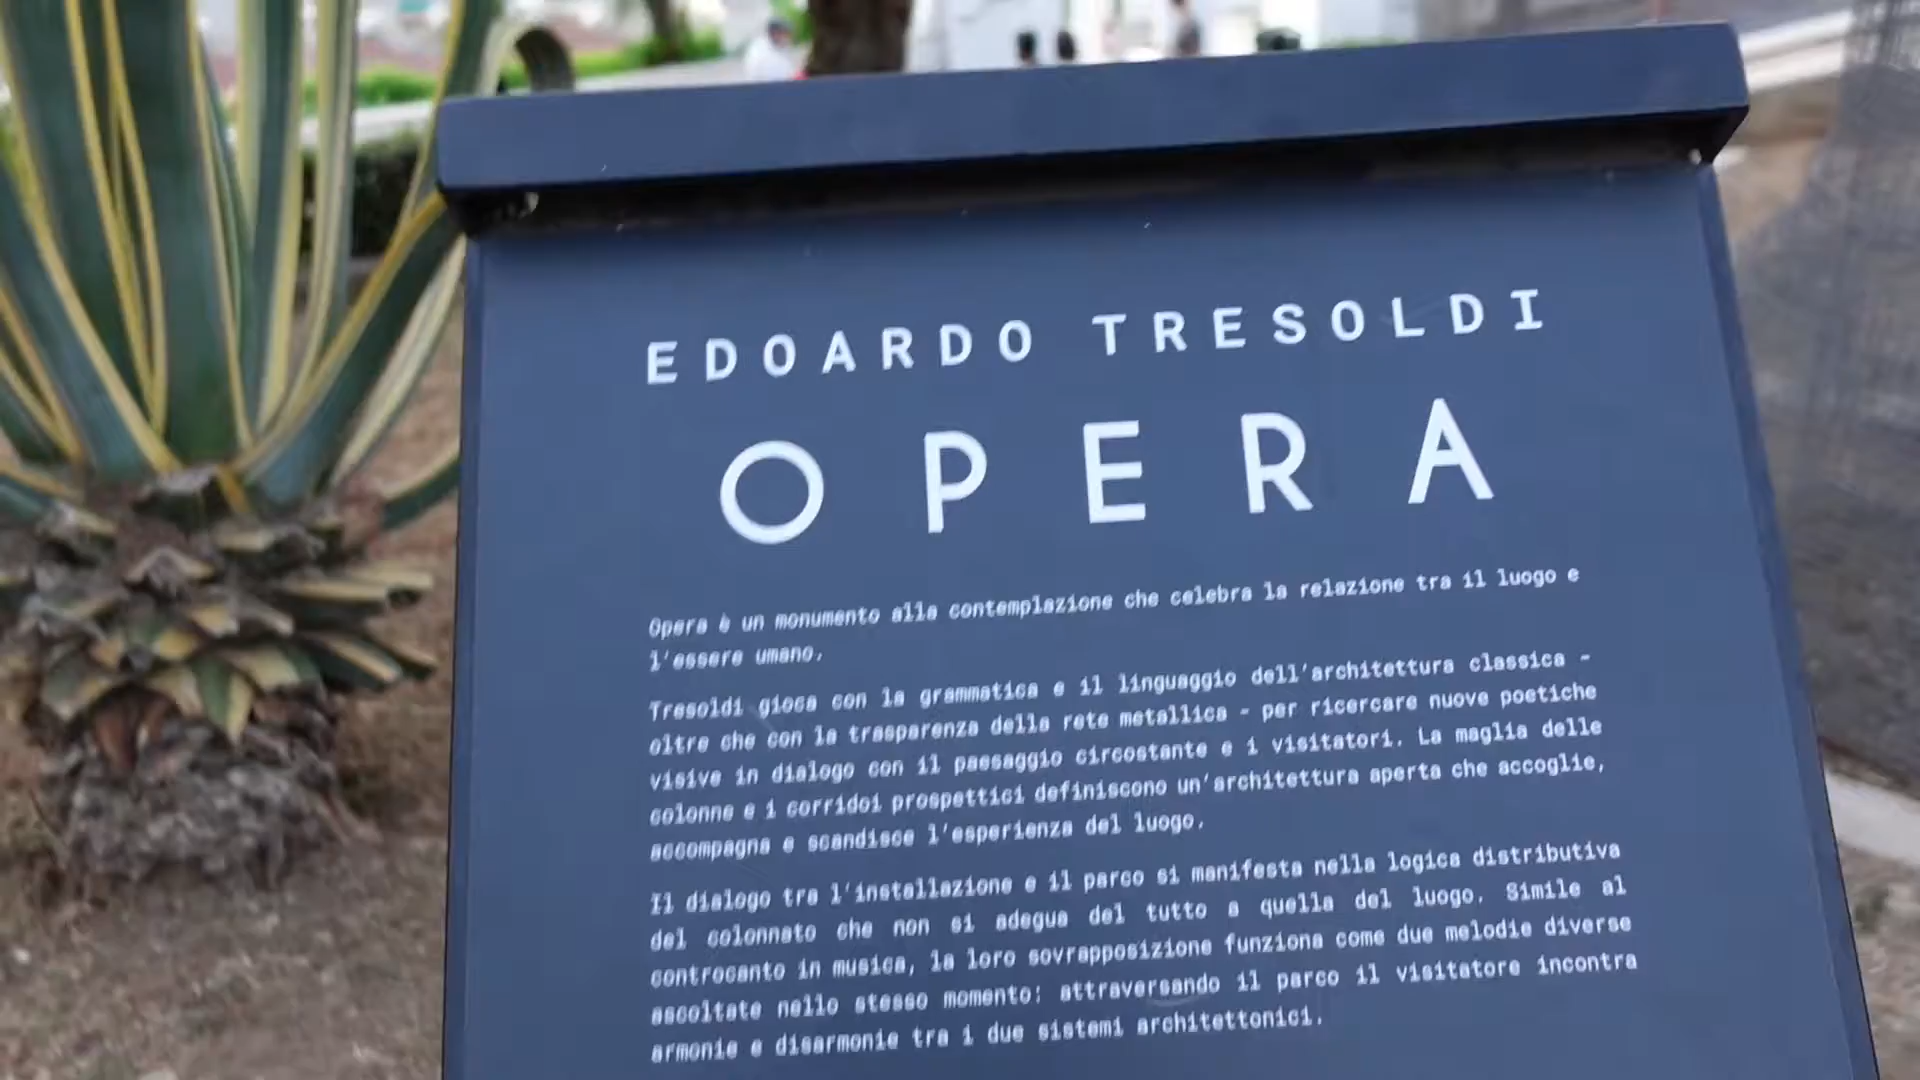 EDOARDO TRESOLDI
OPERA
Opera è un monumento alla contemplazione che celebra la relazione tra il luogo e
l'essere umano.
Tresoldi gioca con la grammatica e il linguaggio dell'architettura classica -
oltre che con la trasparenza della rete metallica - per ricercare nuove poetiche
visive in dialogo con il paesaggio circostante e i visitatori. La maglia delle
colonne e i corridoi prospettici definiscono un'architettura aperta che accoglie,
accompagna e scandisce l'esperienza del luogo.
Il dialogo tra l'installazione e il parco si manifesta nella logica distributiva
del colonnato che non si adegua del tutto a quella del luogo. Simile al
controcanto in musica, la loro sovrapposizione funziona come due melodie diverse
ascoltate nello stesso momento: attraversando il parco il visitatore incontra
armonie e disarmonie tra i due sistemi architettonici.